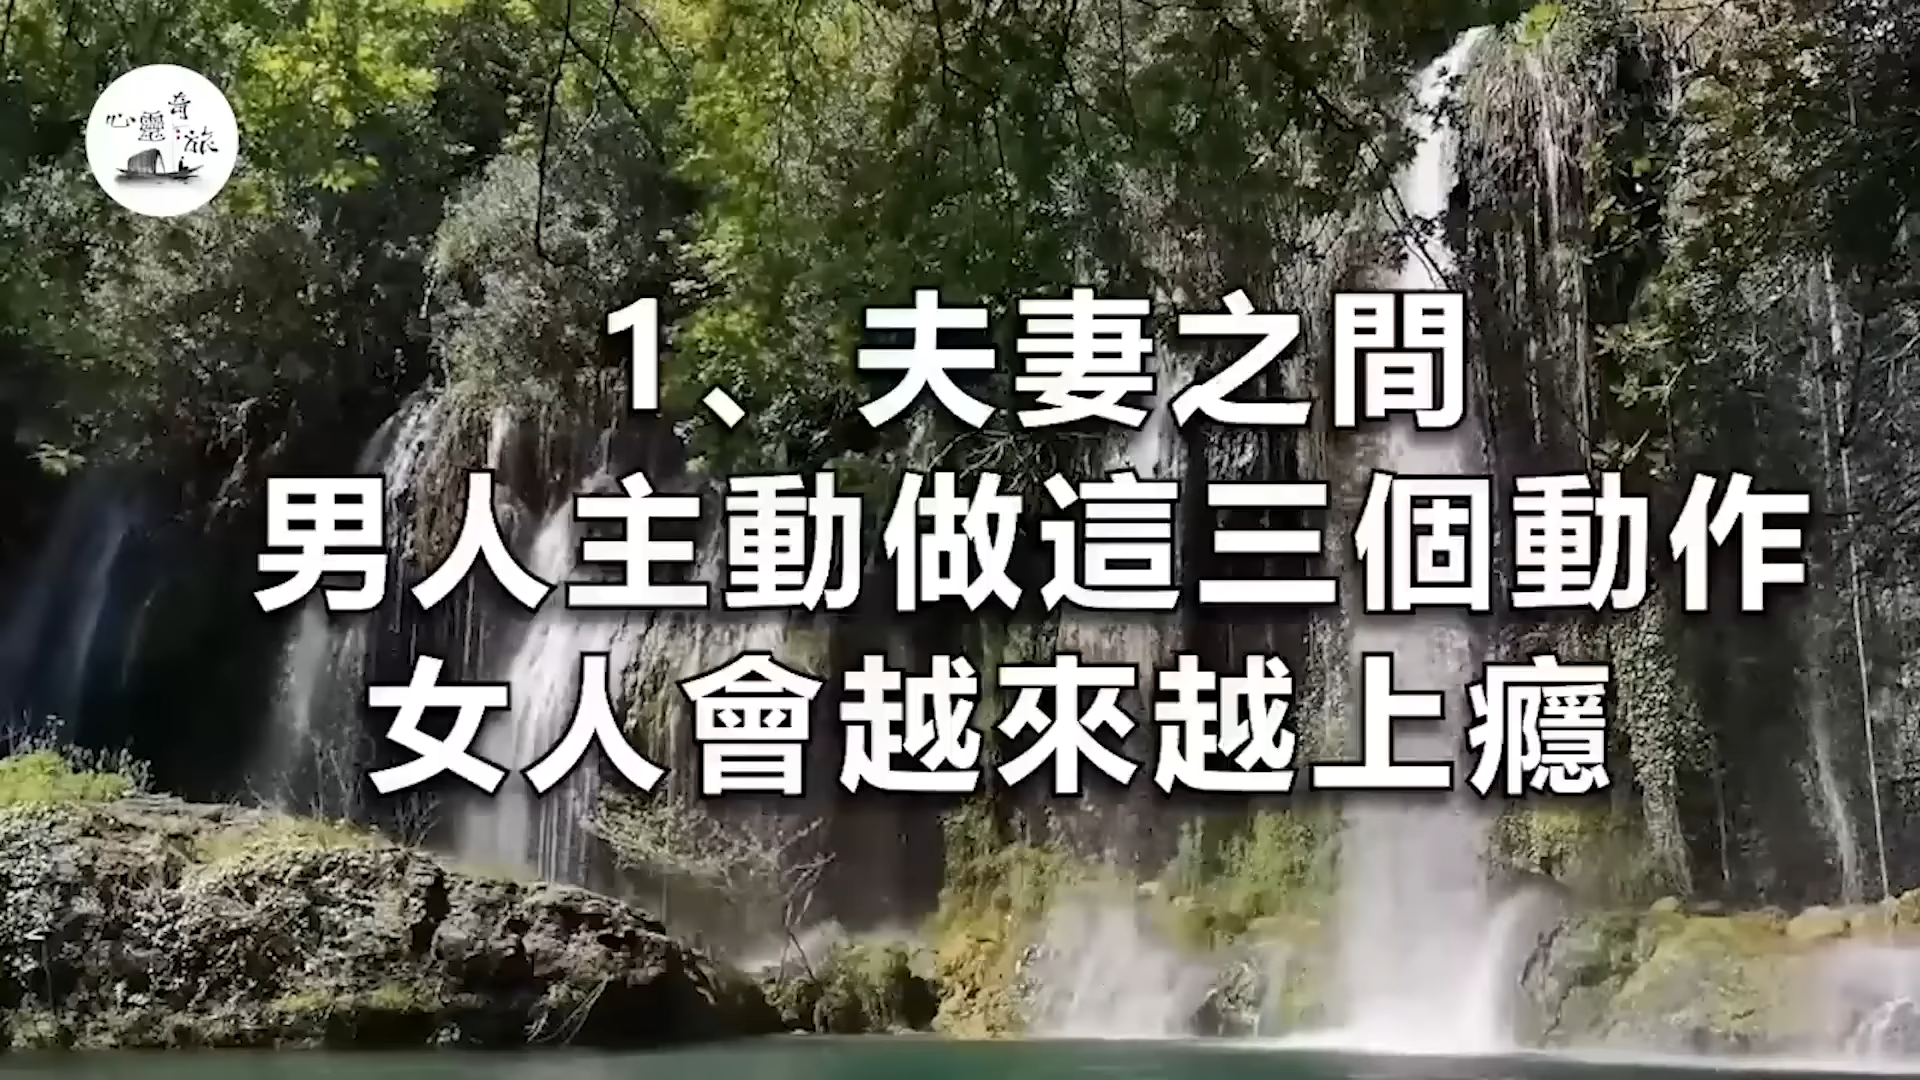 心靈奇旅
1、夫妻之間
男人主動做這三個動作
女人會越來越上癮